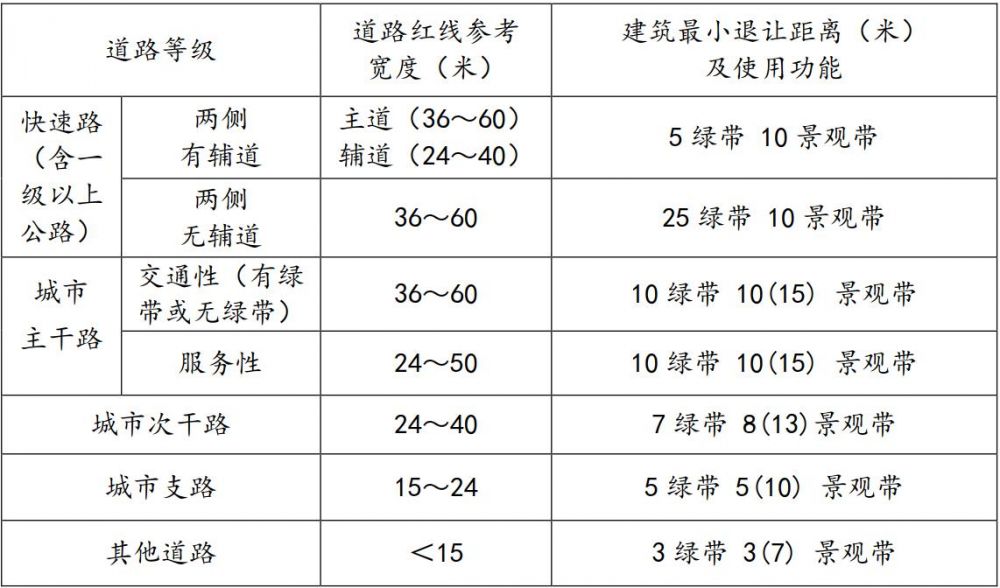 道路等级
道路红线参考
宽度（米）
建筑最小退让距离（米）
及使用功能
快速路
（含一
级以上
公路）
两侧
有辅道
主道（36～60）
辅道（24～40）
5 绿带 10 景观带
两侧
无辅道
36～60
25 绿带 10 景观带
城市
主干路
交通性（有绿
带或无绿带）
36～60
10 绿带 10(15) 景观带
服务性
24～50
10 绿带 10(15) 景观带
城市次干路
24～40
7 绿带 8(13)景观带
城市支路
15～24
5 绿带 5(10) 景观带
其他道路
＜15
3 绿带 3(7) 景观带